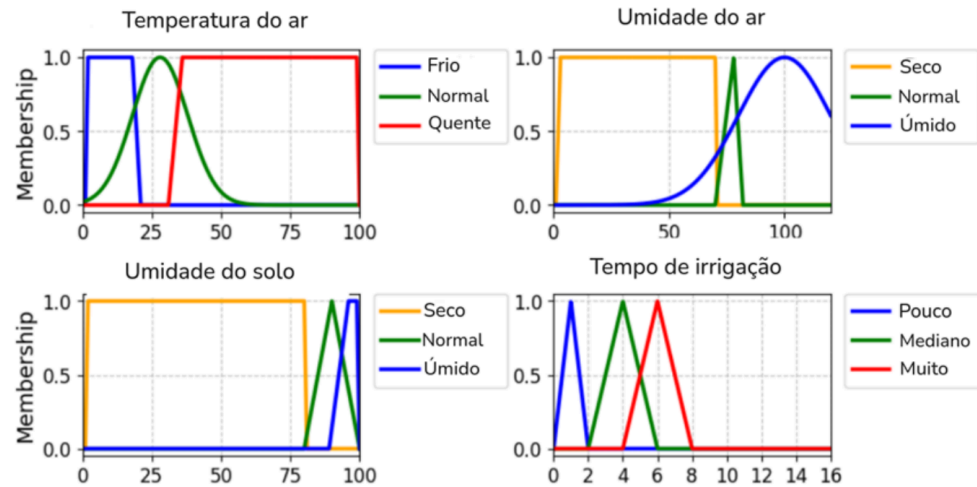 Temperatura do ar
Membership
1.0
0.5
0.0
0 25 50 75 100
Frio
Normal
Quente
Umidade do ar
1.0
0.5
0.0
50 100
Seco
Normal
Úmido
Umidade do solo
Membership
1.0
0.5
0.0
0 25 50 75 100
Seco
Normal
Úmido
Tempo de irrigação
1.0
0.5
0.0
0 2 4 6 8 10 12 14 16
Pouco
Mediano
Muito